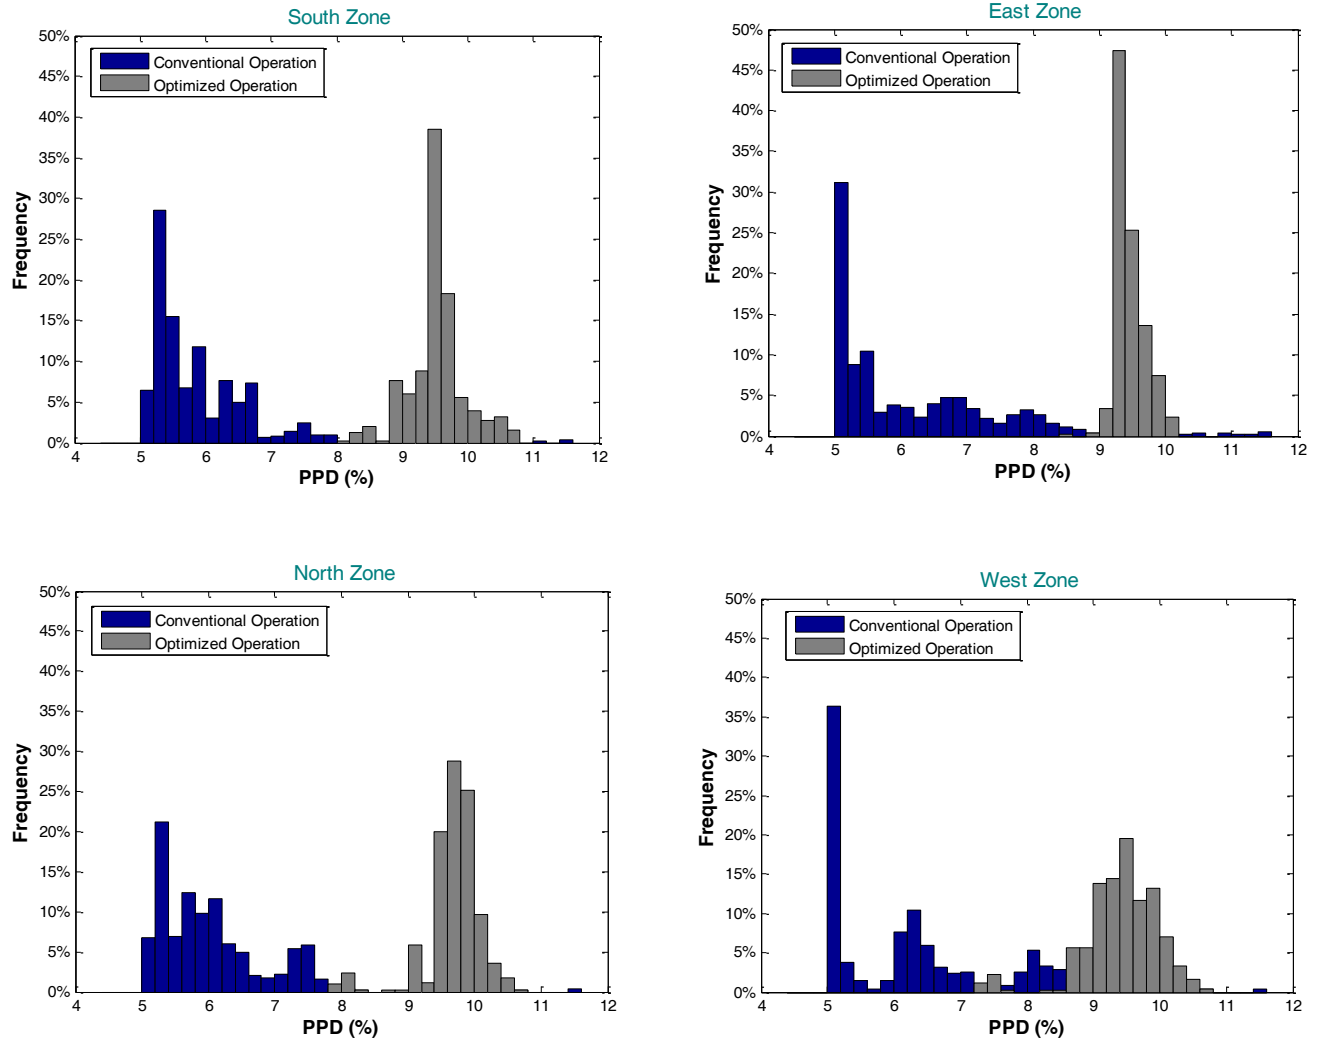 South Zone
50%
45%
40%
35%
30%
25%
20%
15%
10%
5%
0%
Frequency
Conventional Operation
Optimized Operation
4 5 6 7 8 9 10 11 12
PPD (%)
East Zone
50%
45%
40%
35%
30%
25%
20%
15%
10%
5%
0%
Frequency
Conventional Operation
Optimized Operation
4 5 6 7 8 9 10 11 12
PPD (%)
North Zone
50%
45%
40%
35%
30%
25%
20%
15%
10%
5%
0%
Frequency
Conventional Operation
Optimized Operation
4 5 6 7 8 9 10 11 12
PPD (%)
West Zone
50%
45%
40%
35%
30%
25%
20%
15%
10%
5%
0%
Frequency
Conventional Operation
Optimized Operation
4 5 6 7 8 9 10 11 12
PPD (%)